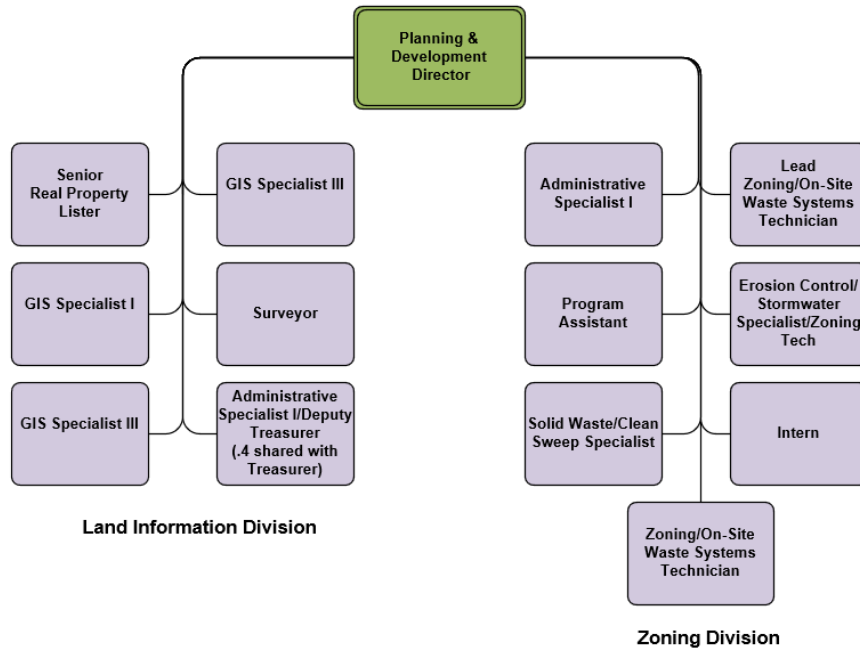 Planning &
Development
Director
Senior
Real Property
Lister
GIS Specialist III
GIS Specialist I
Surveyor
GIS Specialist III
Administrative
Specialist I/Deputy
Treasurer
(.4 shared with
Treasurer)
Land Information Division
Administrative
Specialist I
Lead
Zoning/On-Site
Waste Systems
Technician
Program
Assistant
Erosion Control/
Stormwater
Specialist/Zoning
Tech
Solid Waste/Clean
Sweep Specialist
Intern
Zoning/On-Site
Waste Systems
Technician
Zoning Division